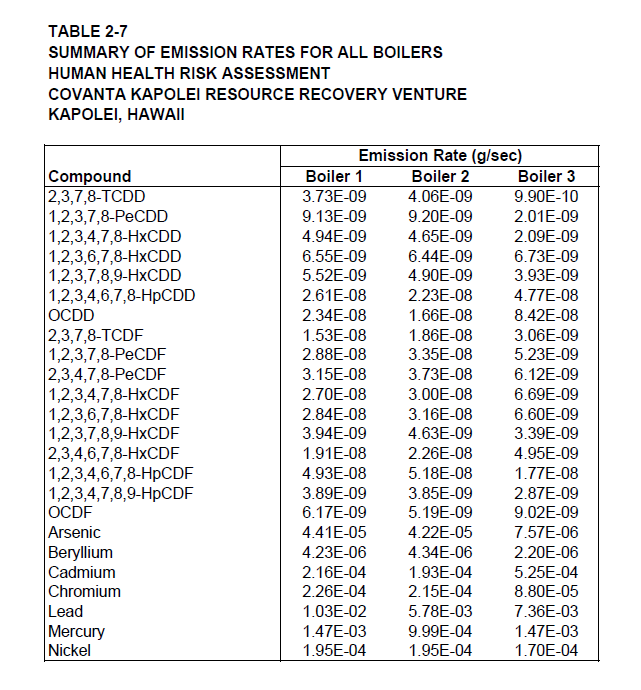 TABLE 2-7
SUMMARY OF EMISSION RATES FOR ALL BOILERS
HUMAN HEALTH RISK ASSESSMENT
COVANTA KAPOLEI RESOURCE RECOVERY VENTURE
KAPOLEI, HAWAII
Emission Rate (g/sec)
Compound Boiler 1 Boiler 2 Boiler 3
2,3,7,8-TCDD 3.73E-09 4.06E-09 9.90E-10
1,2,3,7,8-PeCDD 9.13E-09 9.20E-09 2.01E-09
1,2,3,4,7,8-HxCDD 4.94E-09 4.65E-09 2.09E-09
1,2,3,6,7,8-HxCDD 6.55E-09 6.44E-09 6.73E-09
1,2,3,7,8,9-HxCDD 5.52E-09 4.90E-09 3.93E-09
1,2,3,4,6,7,8-HpCDD 2.61E-08 2.23E-08 4.77E-08
OCDD 2.34E-08 1.66E-08 8.42E-08
2,3,7,8-TCDF 1.53E-08 1.86E-08 3.06E-09
1,2,3,7,8-PeCDF 2.88E-08 3.35E-08 5.23E-09
2,3,4,7,8-PeCDF 3.15E-08 3.73E-08 6.12E-09
1,2,3,4,7,8-HxCDF 2.70E-08 3.00E-08 6.69E-09
1,2,3,6,7,8-HxCDF 2.84E-08 3.16E-08 6.60E-09
1,2,3,7,8,9-HxCDF 3.94E-09 4.63E-09 3.39E-09
2,3,4,6,7,8-HxCDF 1.91E-08 2.26E-08 4.95E-09
1,2,3,4,6,7,8-HpCDF 4.93E-08 5.18E-08 1.77E-08
1,2,3,4,7,8,9-HpCDF 3.89E-09 3.85E-09 2.87E-09
OCDF 6.17E-09 5.19E-09 9.02E-09
Arsenic 4.41E-05 4.22E-05 7.57E-06
Beryllium 4.23E-06 4.34E-06 2.20E-06
Cadmium 2.16E-04 1.93E-04 5.25E-04
Chromium 2.26E-04 2.15E-04 8.80E-05
Lead 1.03E-02 5.78E-03 7.36E-03
Mercury 1.47E-03 9.99E-04 1.47E-03
Nickel 1.95E-04 1.95E-04 1.70E-04